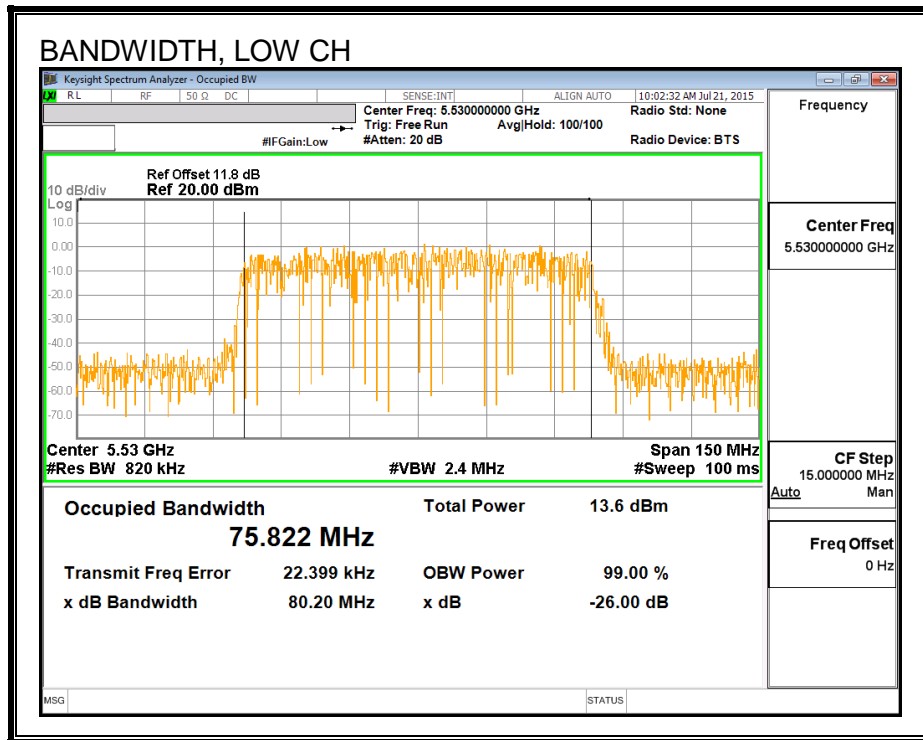 BANDWIDTH, LOW CH
Keysight Spectrum Analyzer - Occupied BW
LXI RL RF 50 Ω DC SENSE:INT ALIGN AUTO 10:02:32 AM Jul 21, 2015
Center Freq: 5.530000000 GHz Radio Std: None
Trig: Free Run Avg|Hold: 100/100
#IFGain:Low #Atten: 20 dB Radio Device: BTS
Ref Offset 11.8 dB
10 dB/div Ref 20.00 dBm
Log
10.0
0.00
-10.0
-20.0
-30.0
-40.0
-50.0
-60.0
-70.0
Center 5.53 GHz Span 150 MHz
#Res BW 820 kHz #VBW 2.4 MHz #Sweep 100 ms
Occupied Bandwidth Total Power 13.6 dBm
75.822 MHz
Transmit Freq Error 22.399 kHz OBW Power 99.00 %
x dB Bandwidth 80.20 MHz x dB -26.00 dB
MSG STATUS
Frequency
Center Freq
5.530000000 GHz
CF Step
15.000000 MHz
Auto Man
Freq Offset
0 Hz